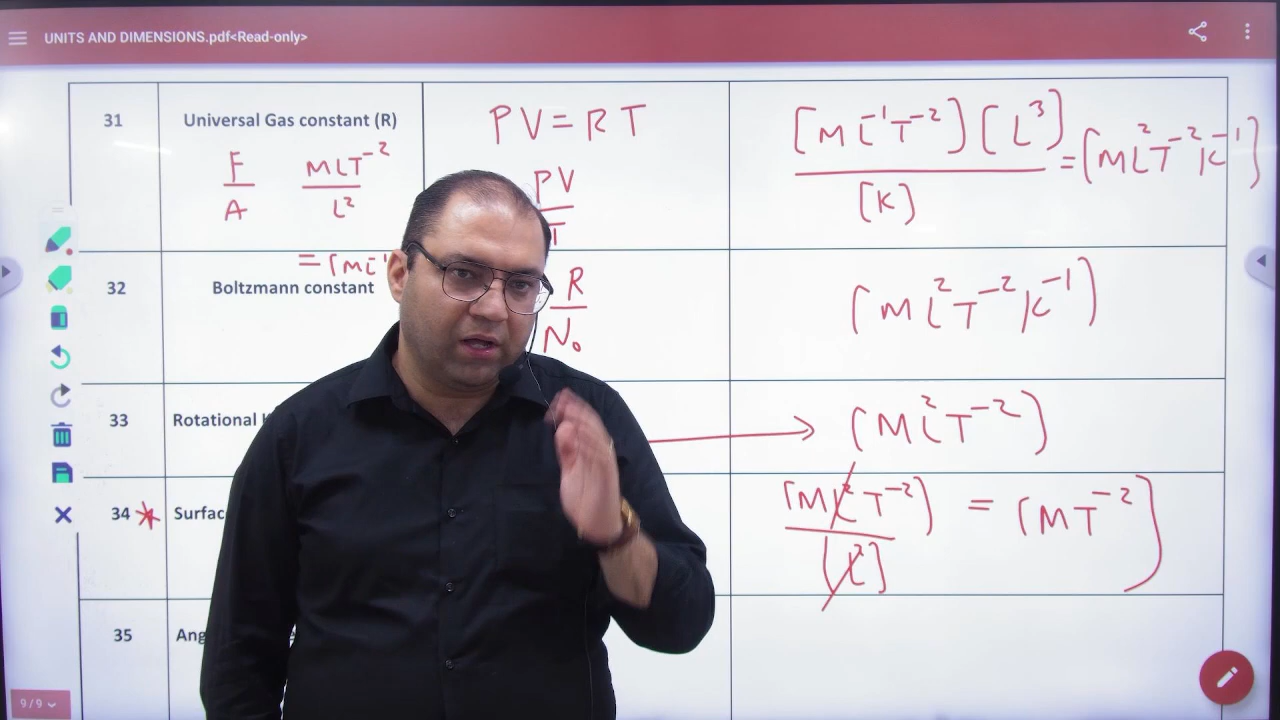 UNITS AND DIMENSIONS.pdf<Read-only>
31
Universal Gas constant (R)
F/A MLT⁻²/L²
PV = RT
PV/T
[ML⁻¹T⁻²][L³]/[K] = [ML²T⁻²K⁻¹]
= [ML⁻¹
32
Boltzmann constant
R/N₀
[ML²T⁻²K⁻¹]
33
Rotational
→ [ML²T⁻²]
34
[ML²T⁻²]/[L²] = [MT⁻²]
35
9/9